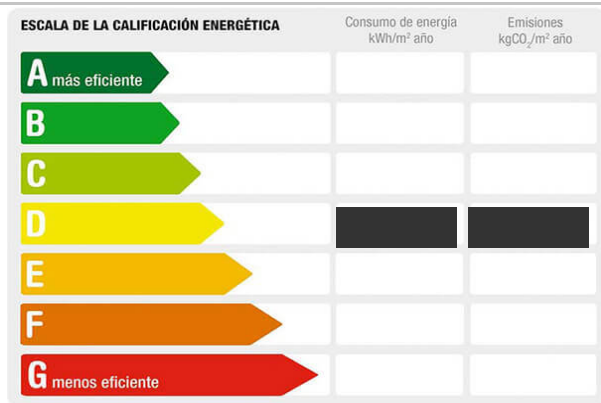 ESCALA DE LA CALIFICACIÓN ENERGÉTICA
Consumo de energía
kWh/m² año
Emisiones
kgCO₂/m² año
A más eficiente
B
C
D
E
F
G menos eficiente